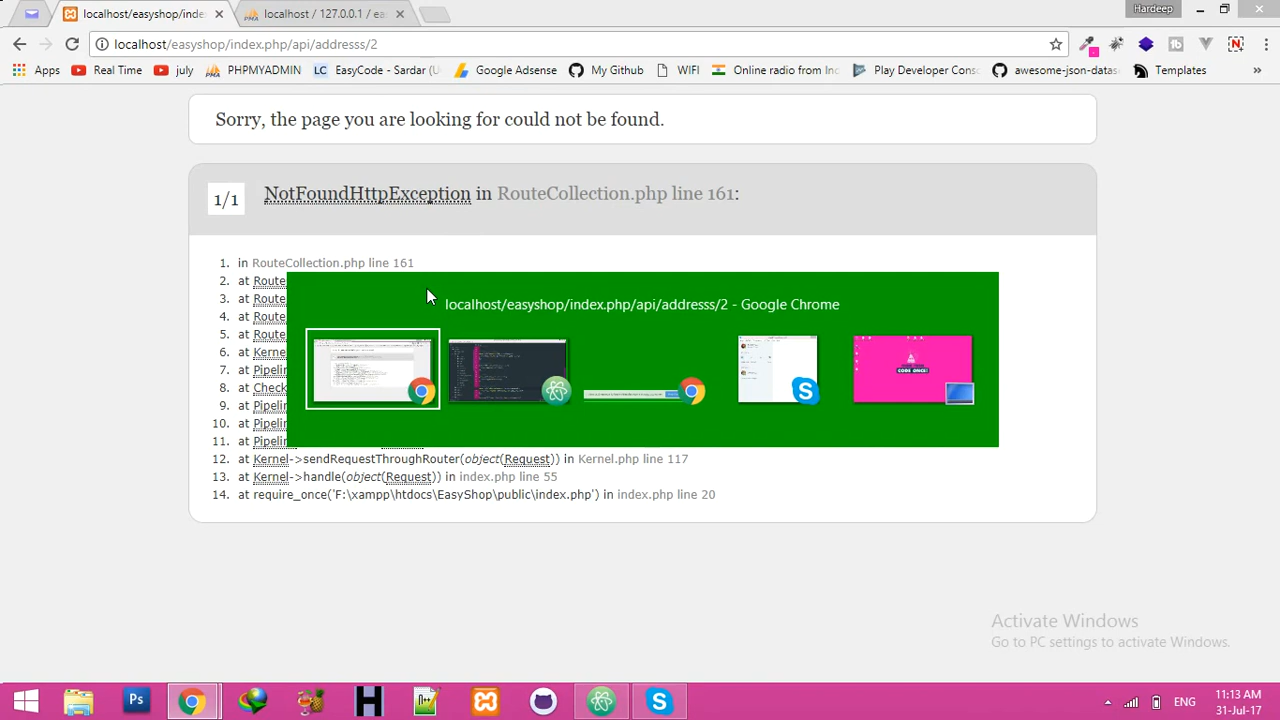 localhost/easyshop/inde
localhost / 127.0.0.1 / ea
Hardeep
localhost/easyshop/index.php/api/addresss/2
Apps
Real Time
july
PHPMYADMIN
EasyCode - Sardar (U
Google Adsense
My Github
WIFI
Online radio from In
Play Developer Cons
awesome-json-datas
Templates
»
Sorry, the page you are looking for could not be found.
1/1
NotFoundHttpException in RouteCollection.php line 161:
1. in RouteCollection.php line 161
2. at Route
3. at Route
4. at Route
5. at Route
6. at Kerne
7. at Pipelin
8. at Check
9. at Pipelin
10. at Pipelin
11. at Pipelin
localhost/easyshop/index.php/api/addresss/2 - Google Chrome
CODE ONCE!
12. at Kernel->sendRequestThroughRouter(object(Request)) in Kernel.php line 117
13. at Kernel->handle(object(Request)) in index.php line 55
14. at require_once('F:\xampp\htdocs\EasyShop\public\index.php') in index.php line 20
Activate Windows
Go to PC settings to activate Windows.
Ps
ENG
11:13 AM
31-Jul-17